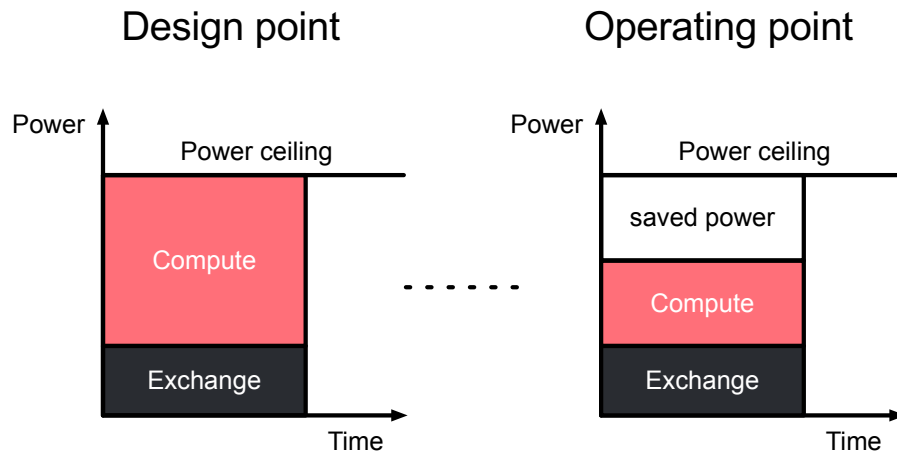 Design point
Operating point
Power
Power ceiling
Compute
Exchange
Time
Power
Power ceiling
saved power
Compute
Exchange
Time